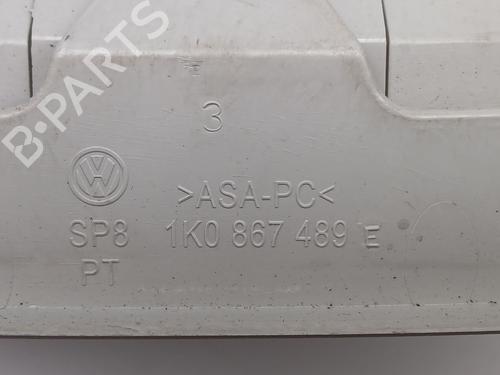 B-PARTS
3
>ASA-PC<
SP8 1K0 867 489 E
PT